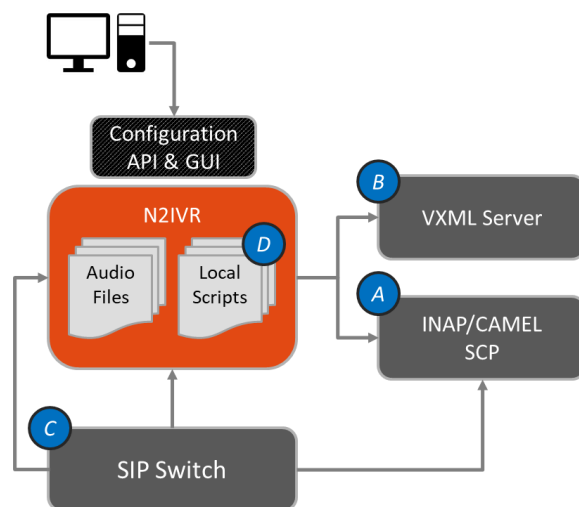 Configuration
API & GUI
N2IVR
D
Audio
Files
Local
Scripts
B
VXML Server
A
INAP/CAMEL
SCP
C
SIP Switch